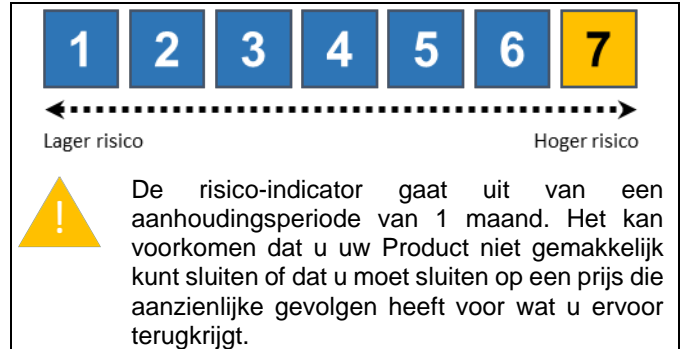 1 2 3 4 5 6 7
Lager risico Hoger risico
!
De risico-indicator gaat uit van een
aanhoudingsperiode van 1 maand. Het kan
voorkomen dat u uw Product niet gemakkelijk
kunt sluiten of dat u moet sluiten op een prijs die
aanzienlijke gevolgen heeft voor wat u ervoor
terugkrijgt.